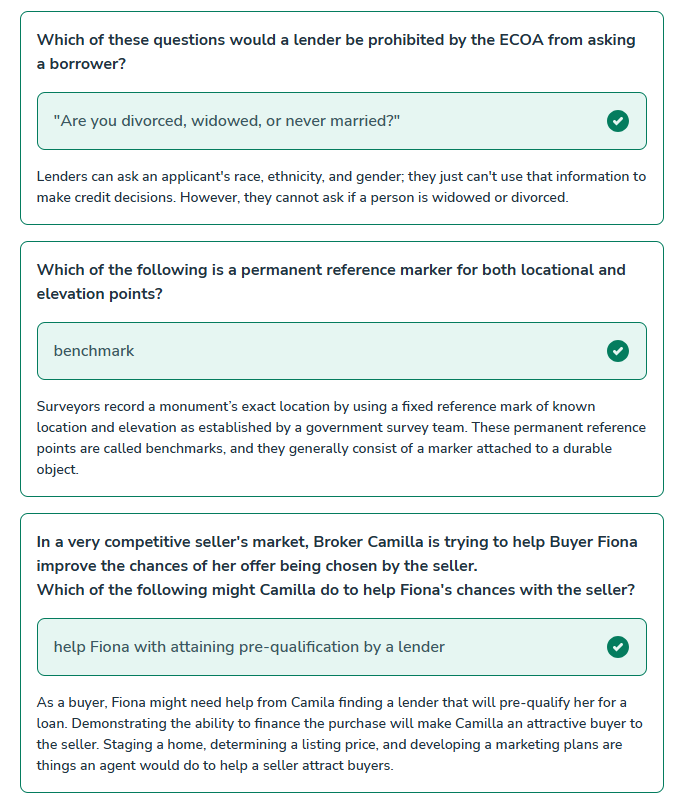 Which of these questions would a lender be prohibited by the ECOA from asking
a borrower?
"Are you divorced, widowed, or never married?"
Lenders can ask an applicant's race, ethnicity, and gender; they just can't use that information to
make credit decisions. However, they cannot ask if a person is widowed or divorced.
Which of the following is a permanent reference marker for both locational and
elevation points?
benchmark
Surveyors record a monument’s exact location by using a fixed reference mark of known
location and elevation as established by a government survey team. These permanent reference
points are called benchmarks, and they generally consist of a marker attached to a durable
object.
In a very competitive seller's market, Broker Camilla is trying to help Buyer Fiona
improve the chances of her offer being chosen by the seller.
Which of the following might Camilla do to help Fiona's chances with the seller?
help Fiona with attaining pre-qualification by a lender
As a buyer, Fiona might need help from Camila finding a lender that will pre-qualify her for a
loan. Demonstrating the ability to finance the purchase will make Camilla an attractive buyer to
the seller. Staging a home, determining a listing price, and developing a marketing plans are
things an agent would do to help a seller attract buyers.